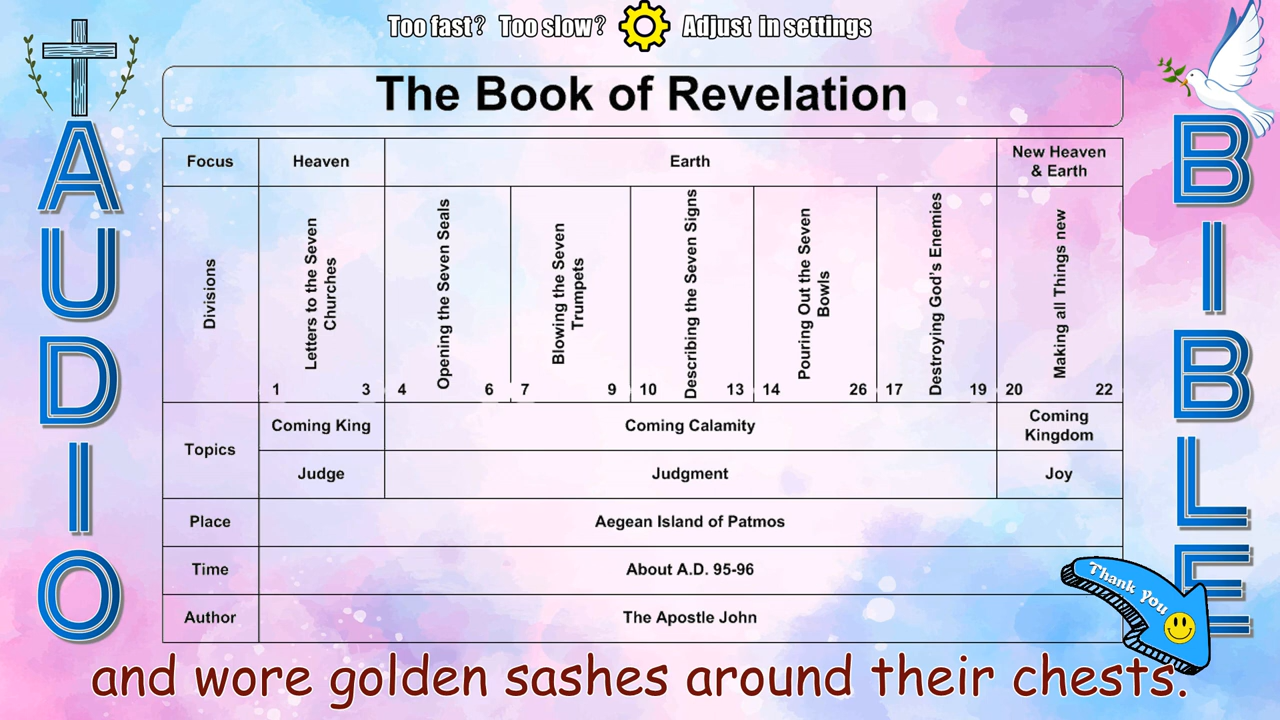 Too fast? Too slow? Adjust in settings
AUDIO
BIBLE
The Book of Revelation
Focus Heaven Earth New Heaven
& Earth
Divisions
Letters to the Seven
Churches
1 3
Opening the Seven Seals
4 6
Blowing the Seven
Trumpets
7 9
Describing the Seven Signs
10 13
Pouring Out the Seven
Bowls
14 26
Destroying God's Enemies
17 19
Making all Things new
20 22
Topics
Coming King Coming Calamity Coming
Kingdom
Judge Judgment Joy
Place Aegean Island of Patmos
Time About A.D. 95-96
Author The Apostle John
Thank you
and wore golden sashes around their chests.